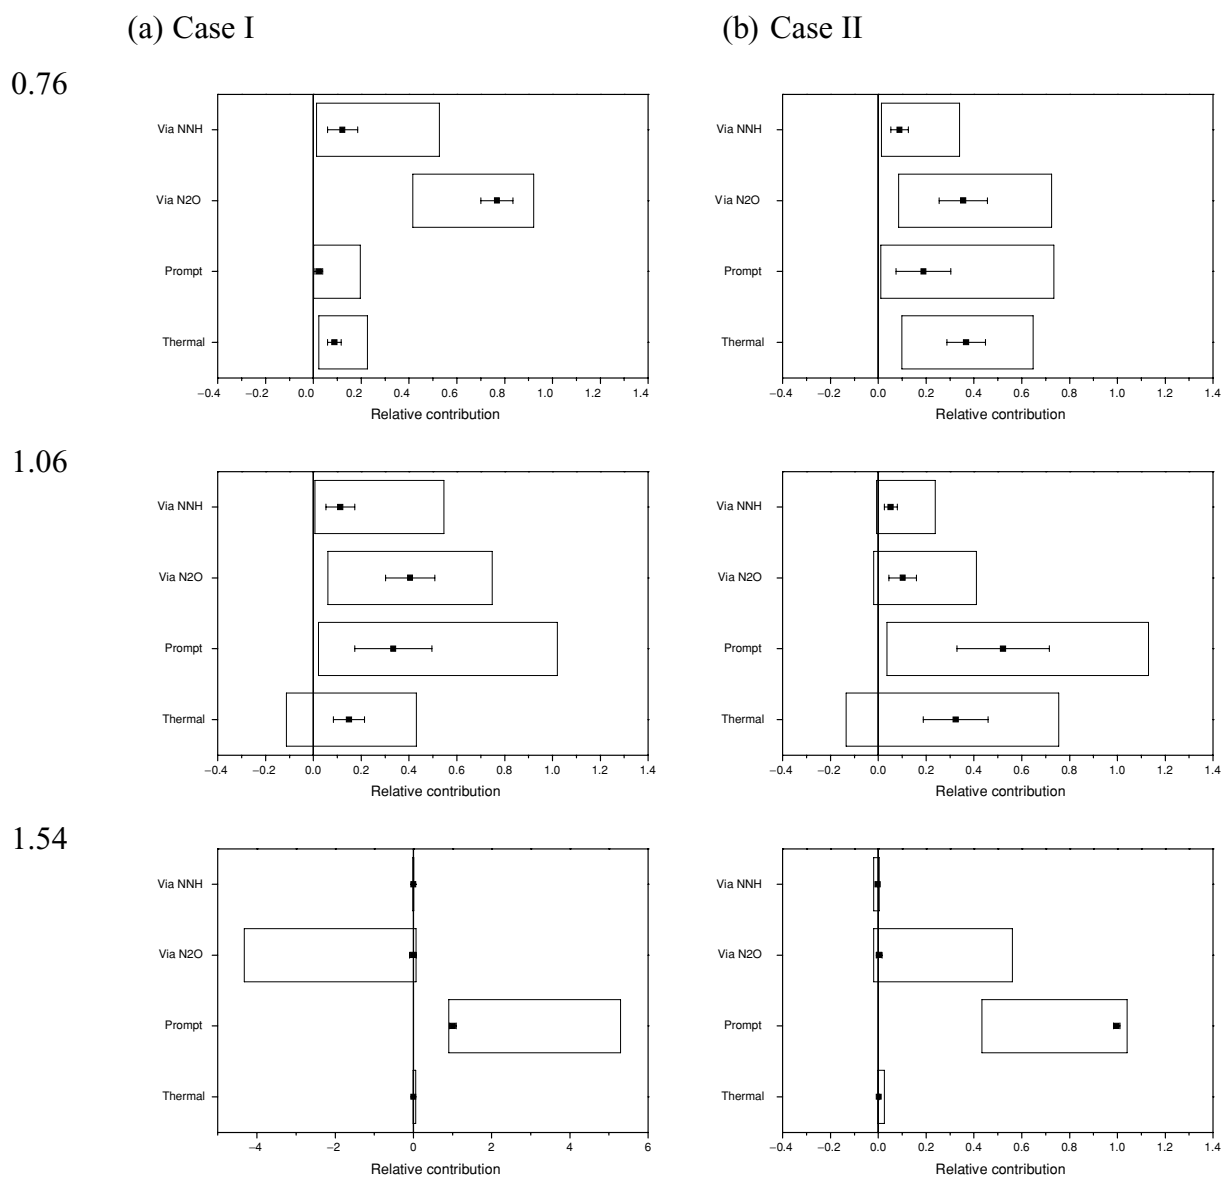 (a) Case I (b) Case II
0.76
Via NNH
Via N2O
Prompt
Thermal
−0.4 −0.2 0.0 0.2 0.4 0.6 0.8 1.0 1.2 1.4
Relative contribution
Via NNH
Via N2O
Prompt
Thermal
−0.4 −0.2 0.0 0.2 0.4 0.6 0.8 1.0 1.2 1.4
Relative contribution
1.06
Via NNH
Via N2O
Prompt
Thermal
−0.4 −0.2 0.0 0.2 0.4 0.6 0.8 1.0 1.2 1.4
Relative contribution
Via NNH
Via N2O
Prompt
Thermal
−0.4 −0.2 0.0 0.2 0.4 0.6 0.8 1.0 1.2 1.4
Relative contribution
1.54
Via NNH
Via N2O
Prompt
Thermal
−4 −2 0 2 4 6
Relative contribution
Via NNH
Via N2O
Prompt
Thermal
−0.4 −0.2 0.0 0.2 0.4 0.6 0.8 1.0 1.2 1.4
Relative contribution